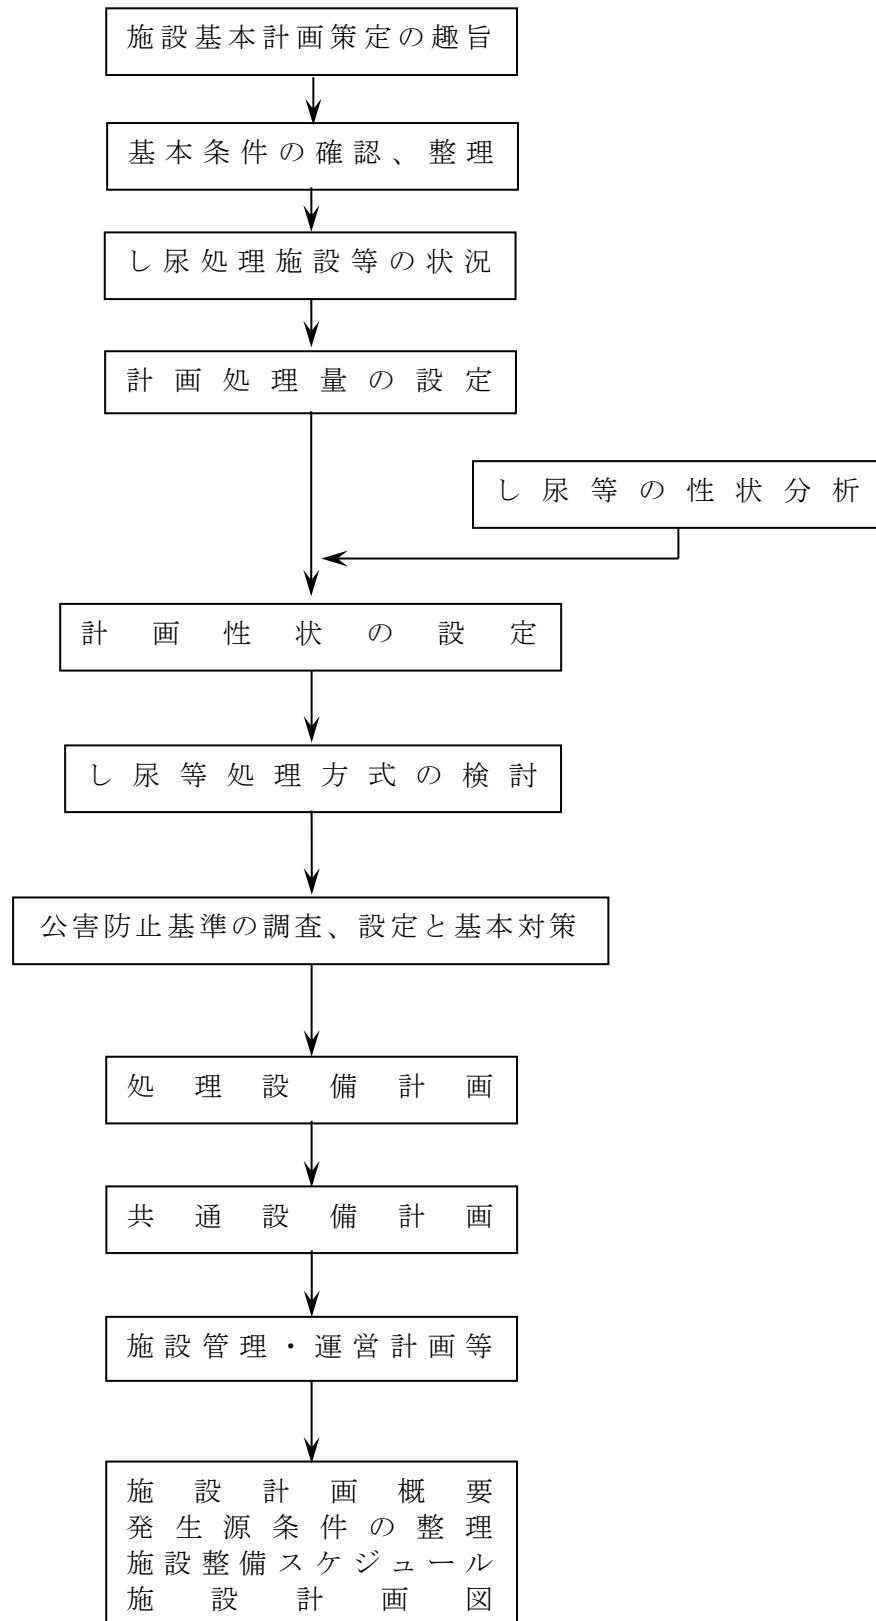 施設基本計画策定の趣旨
基本条件の確認、整理
し尿処理施設等の状況
計画処理量の設定
し尿等の性状分析
計画性状の設定
し尿等処理方式の検討
公害防止基準の調査、設定と基本対策
処理設備計画
共通設備計画
施設管理・運営計画等
施設計画概要
発生源条件の整理
施設整備スケジュール
施設計画図